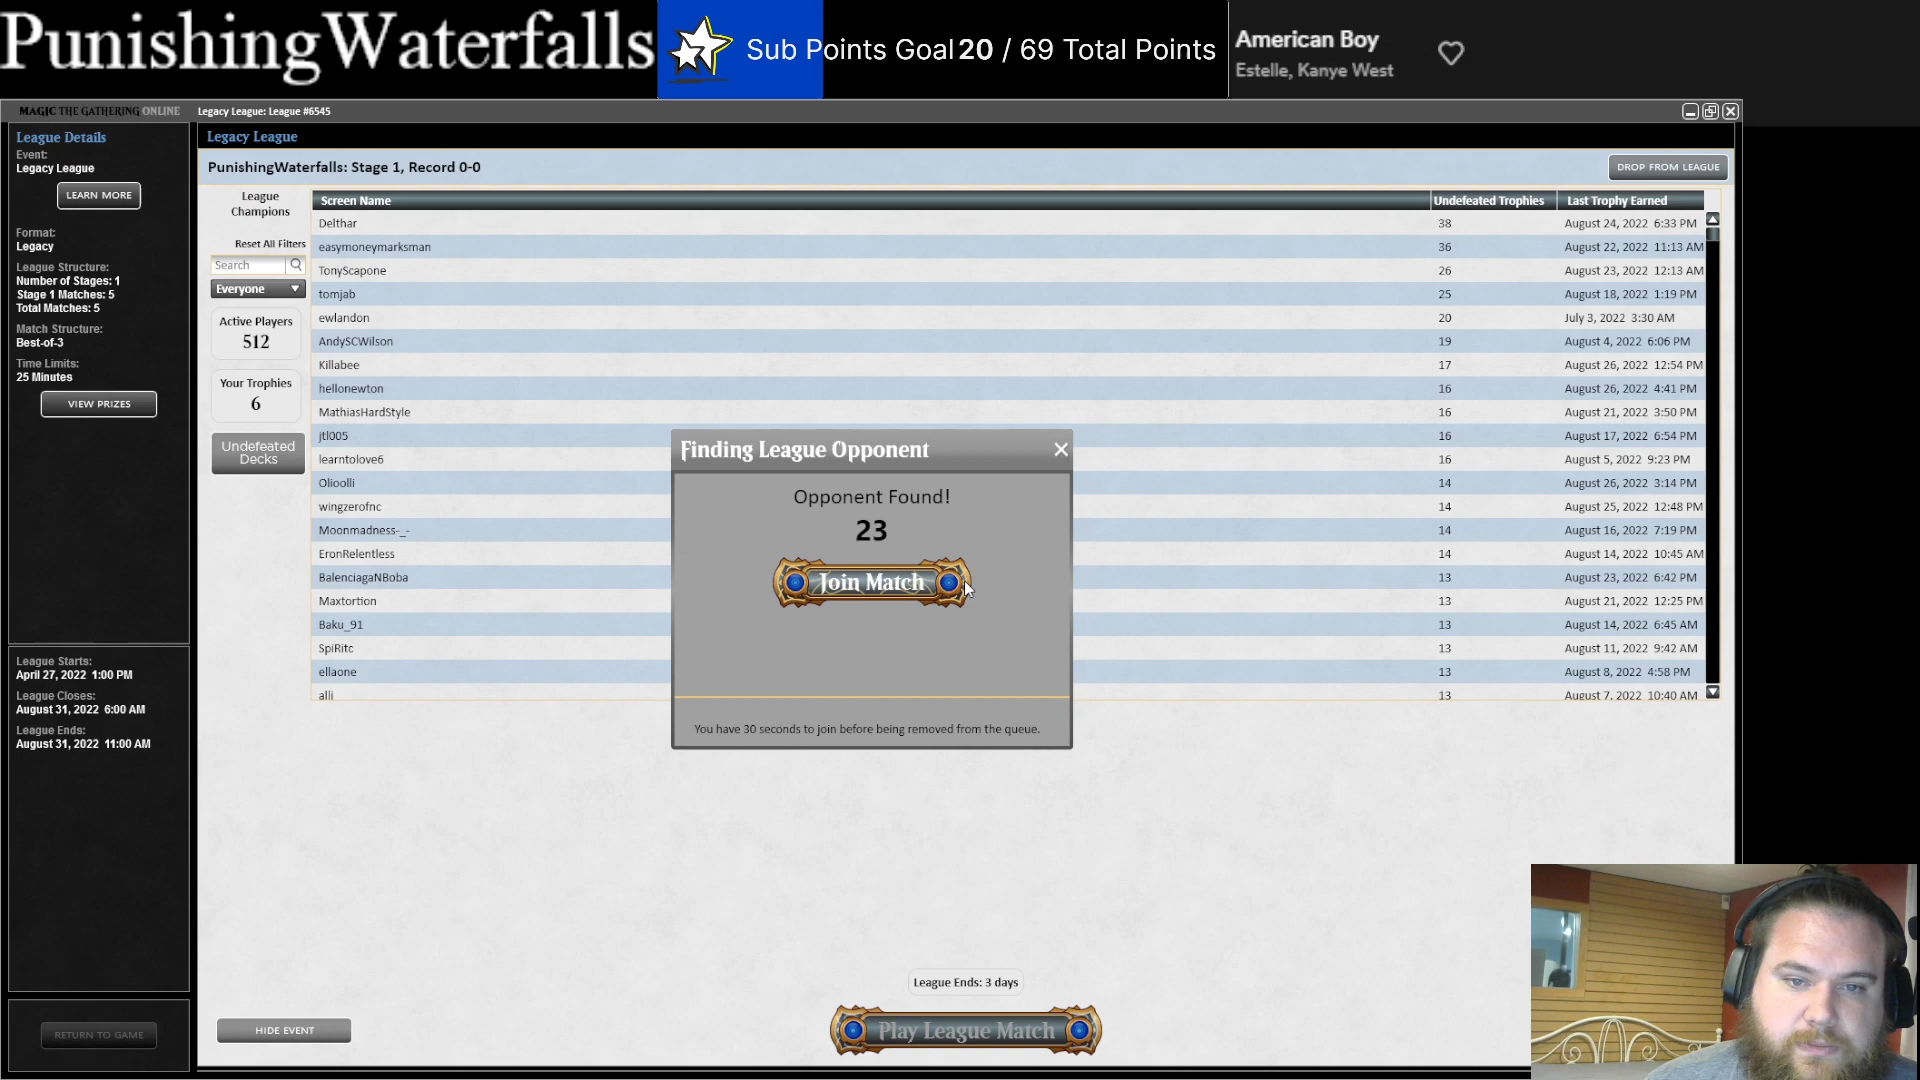 PunishingWaterfalls
7
Sub Points Goal 20 / 69 Total Points
American Boy
Estelle, Kanye West
MAGIC THE GATHERING ONLINE
Legacy League: League #6545
League Details
Event:
Legacy League
LEARN MORE
Format:
Legacy
League Structure:
Number of Stages: 1
Stage 1 Matches: 5
Total Matches: 5
Match Structure:
Best-of-3
Time Limits:
25 Minutes
VIEW PRIZES
League Starts:
April 27, 2022 1:00 PM
League Closes:
August 31, 2022 6:00 AM
League Ends:
August 31, 2022 11:00 AM
RETURN TO GAME
Legacy League
PunishingWaterfalls: Stage 1, Record 0-0
DROP FROM LEAGUE
League
Champions
Reset All Filters
Search
Everyone
Active Players
512
Your Trophies
6
Undefeated
Decks
Screen Name Undefeated Trophies Last Trophy Earned
Delthar 38 August 24, 2022 6:33 PM
easymoneymarksman 36 August 22, 2022 11:13 AM
TonyScapone 26 August 23, 2022 12:13 AM
tomjab 25 August 18, 2022 1:19 PM
ewlandon 20 July 3, 2022 3:30 AM
AndySCWilson 19 August 4, 2022 6:06 PM
Killabee 17 August 26, 2022 12:54 PM
hellonewton 16 August 26, 2022 4:41 PM
MathiasHardStyle 16 August 21, 2022 3:50 PM
jtl005 16 August 17, 2022 6:54 PM
learntolove6 16 August 5, 2022 9:23 PM
Olioolli 14 August 26, 2022 3:14 PM
wingzerofnc 14 August 25, 2022 12:48 PM
Moonmadness-_- 14 August 16, 2022 7:19 PM
EronRelentless 14 August 14, 2022 10:45 AM
BalenciagaNBoba 13 August 23, 2022 6:42 PM
Maxtortion 13 August 21, 2022 12:25 PM
Baku_91 13 August 14, 2022 6:45 AM
SpiRitc 13 August 11, 2022 9:42 AM
ellaone 13 August 8, 2022 4:58 PM
alli 13 August 7, 2022 10:40 AM
Finding League Opponent
Opponent Found!
23
Join Match
You have 30 seconds to join before being removed from the queue.
League Ends: 3 days
HIDE EVENT
Play League Match